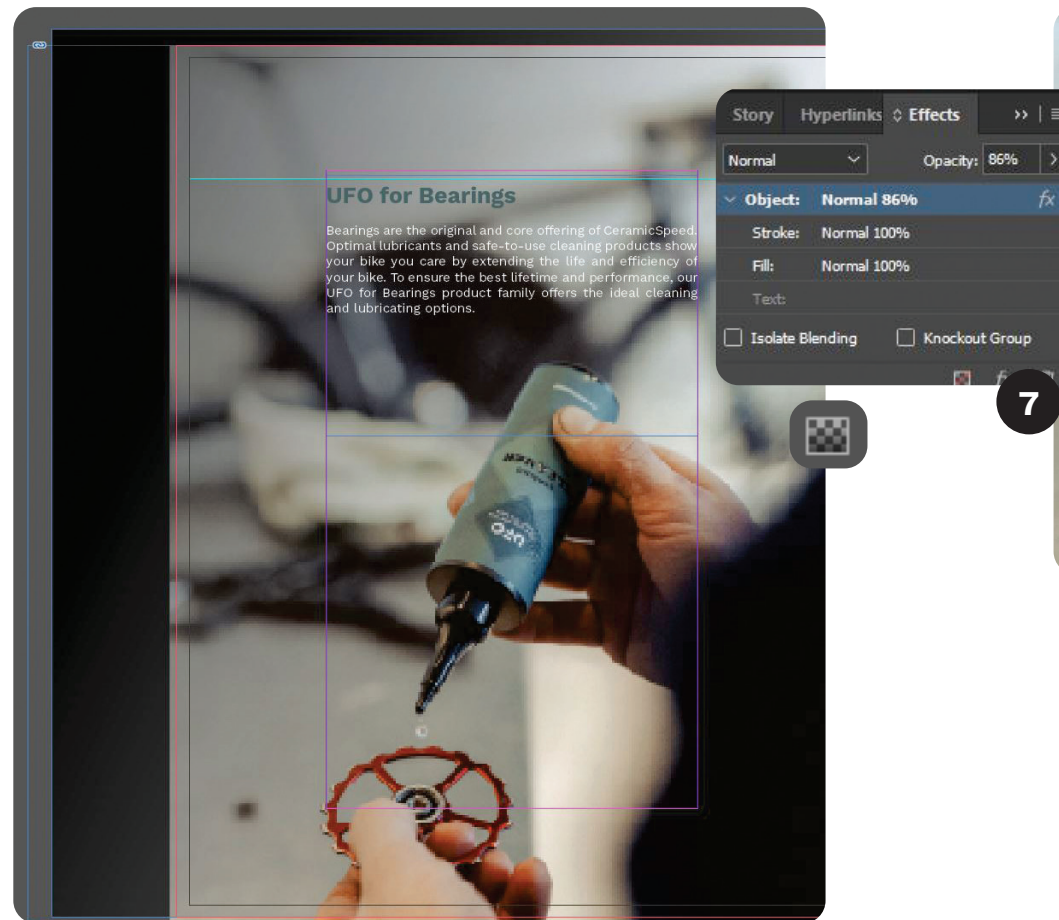 UFO for Bearings
Bearings are the original and core offering of CeramicSpeed.
Optimal lubricants and safe-to-use cleaning products show
your bike you care by extending the life and efficiency of
your bike. To ensure the best lifetime and performance, our
UFO for Bearings product family offers the ideal cleaning
and lubricating options.
Story Hyperlinks Effects
Normal Opacity: 86%
Object: Normal 86% fx
Stroke: Normal 100%
Fill: Normal 100%
Text:
Isolate Blending Knockout Group
7
UFO